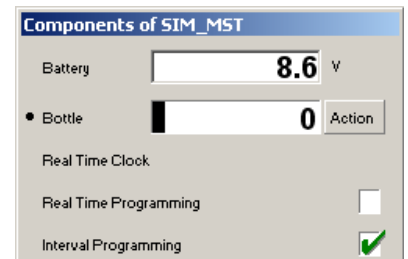 Components of SIM_MST
Battery 8.6 V
Bottle 0 Action
Real Time Clock
Real Time Programming
Interval Programming